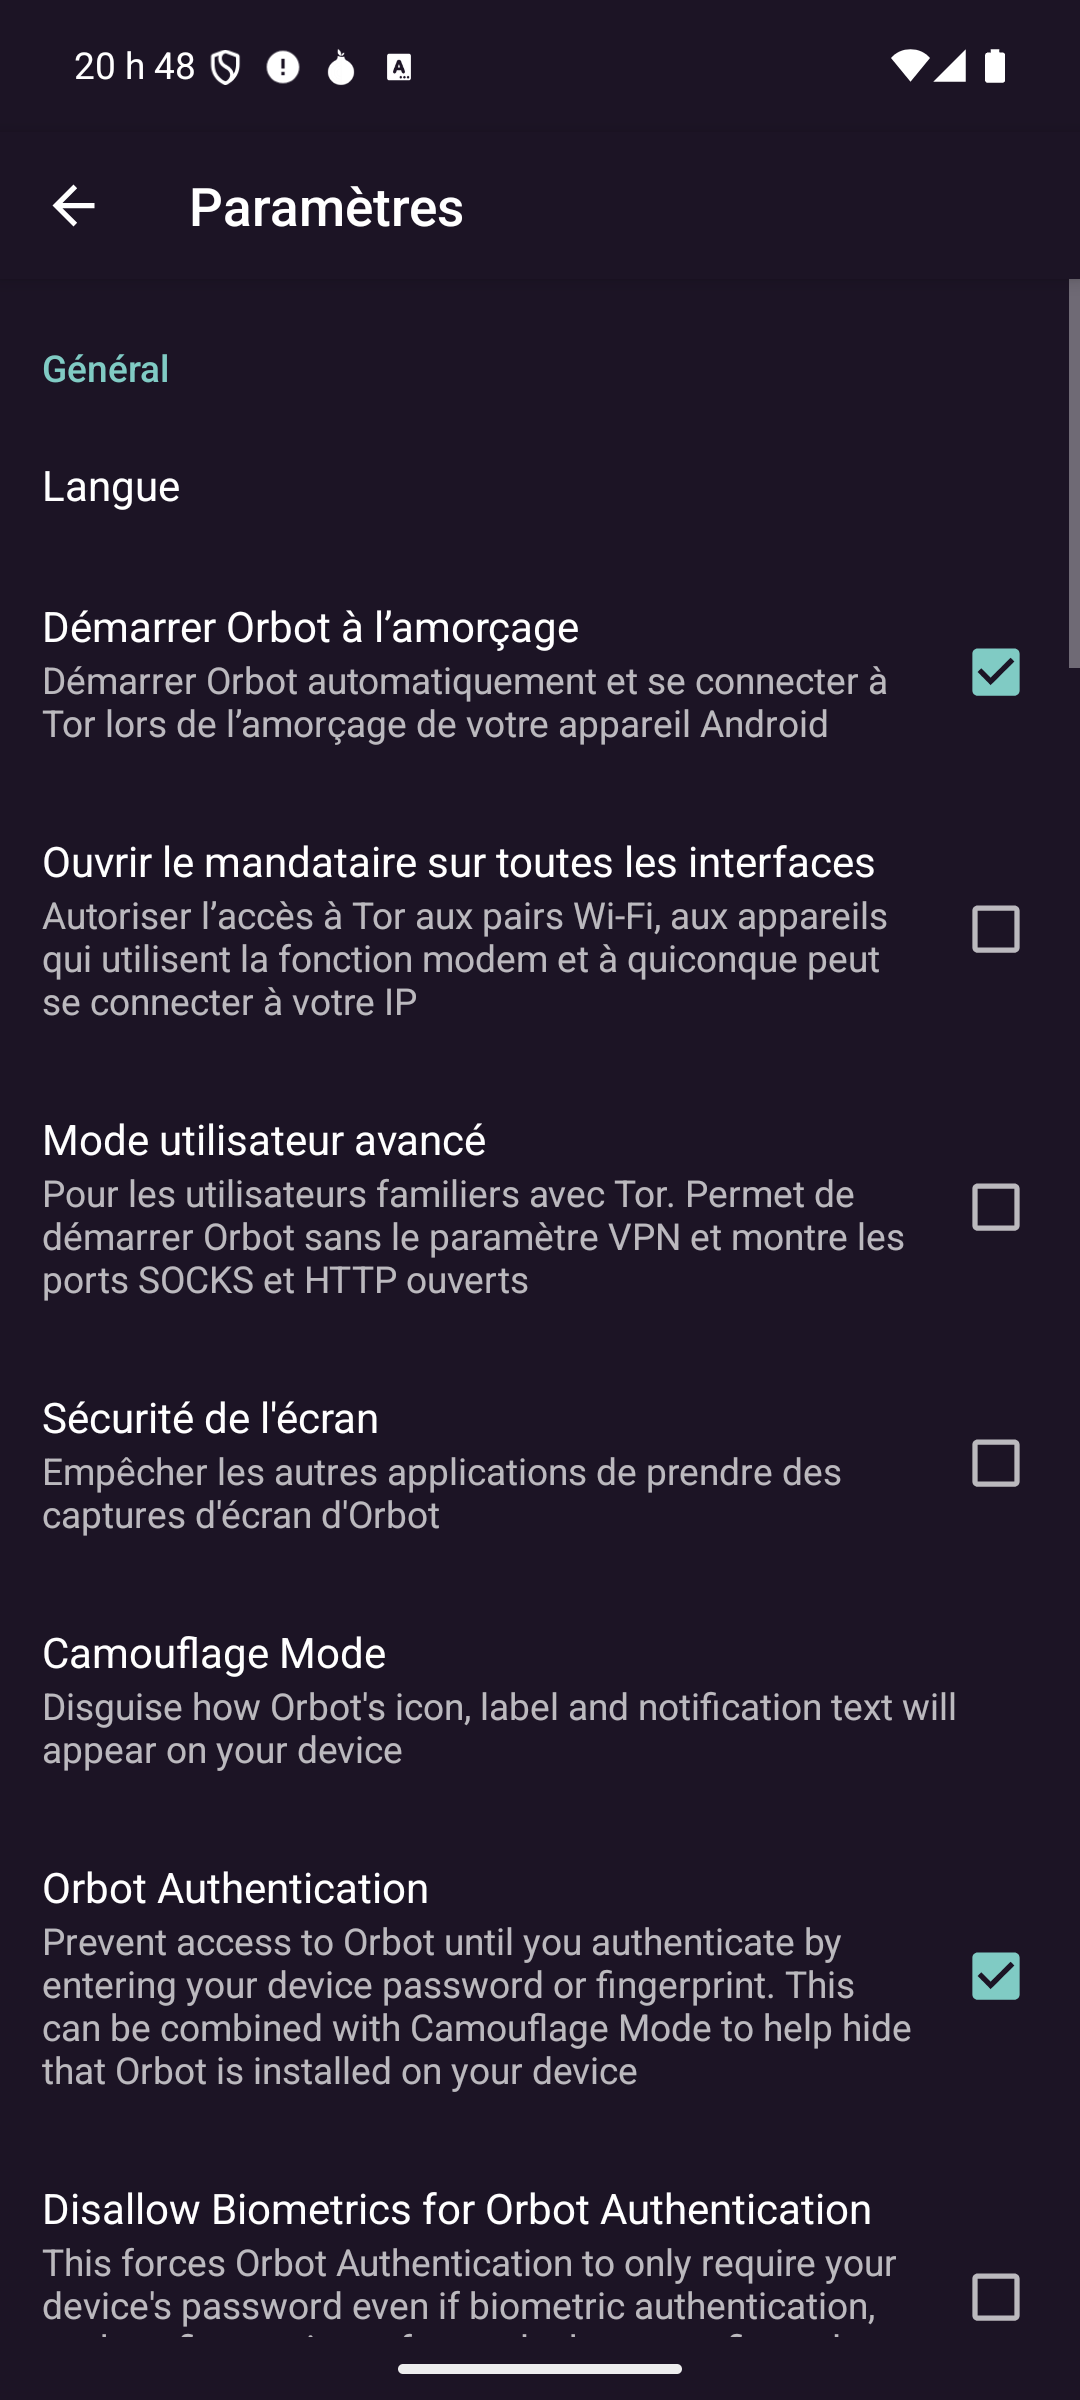 20 h 48
Paramètres
Général
Langue
Démarrer Orbot à l’amorçage
Démarrer Orbot automatiquement et se connecter à
Tor lors de l’amorçage de votre appareil Android
Ouvrir le mandataire sur toutes les interfaces
Autoriser l’accès à Tor aux pairs Wi-Fi, aux appareils
qui utilisent la fonction modem et à quiconque peut
se connecter à votre IP
Mode utilisateur avancé
Pour les utilisateurs familiers avec Tor. Permet de
démarrer Orbot sans le paramètre VPN et montre les
ports SOCKS et HTTP ouverts
Sécurité de l'écran
Empêcher les autres applications de prendre des
captures d'écran d'Orbot
Camouflage Mode
Disguise how Orbot's icon, label and notification text will
appear on your device
Orbot Authentication
Prevent access to Orbot until you authenticate by
entering your device password or fingerprint. This
can be combined with Camouflage Mode to help hide
that Orbot is installed on your device
Disallow Biometrics for Orbot Authentication
This forces Orbot Authentication to only require your
device's password even if biometric authentication,